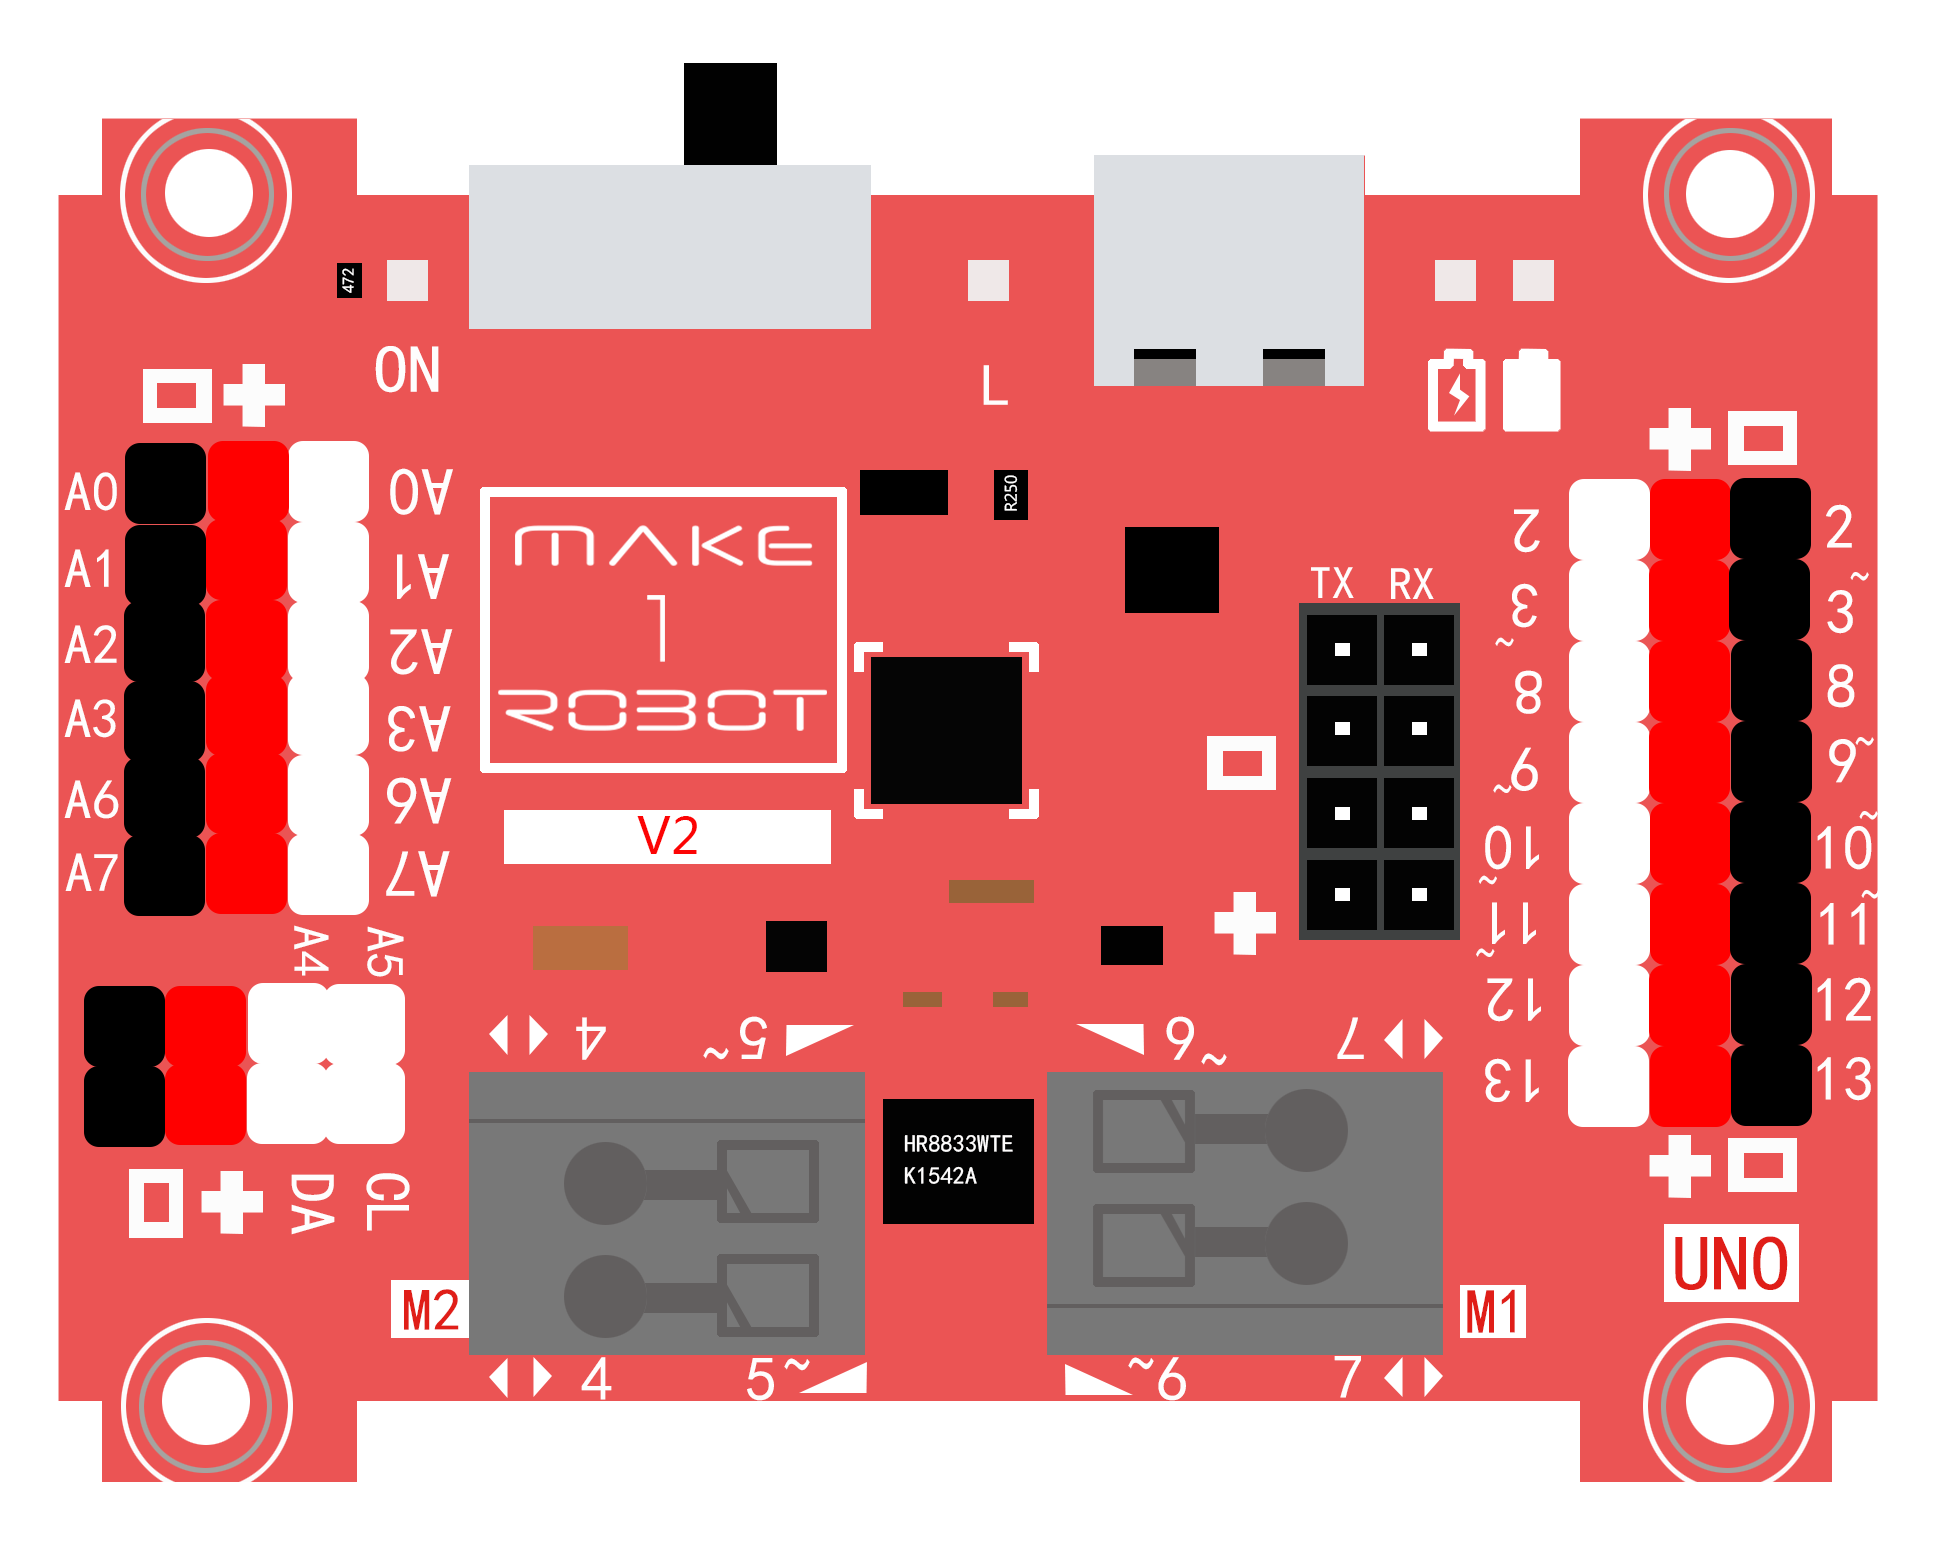 472
ON
L
A0 A0
A1 A1
A2 A2
A3 A3
A6 A6
A7 A7
MAKE
1
ROBOT
V2
R250
TX RX
2 2
3~ 3~
8 8
9~ 9~
10~ 10~
11~ 11~
12 12
13 13
A4 A5
4 5~ 6~ 7
HR8833WTE
K1542A
DA CL
M2
M1
UNO
4 5~ ~6 7